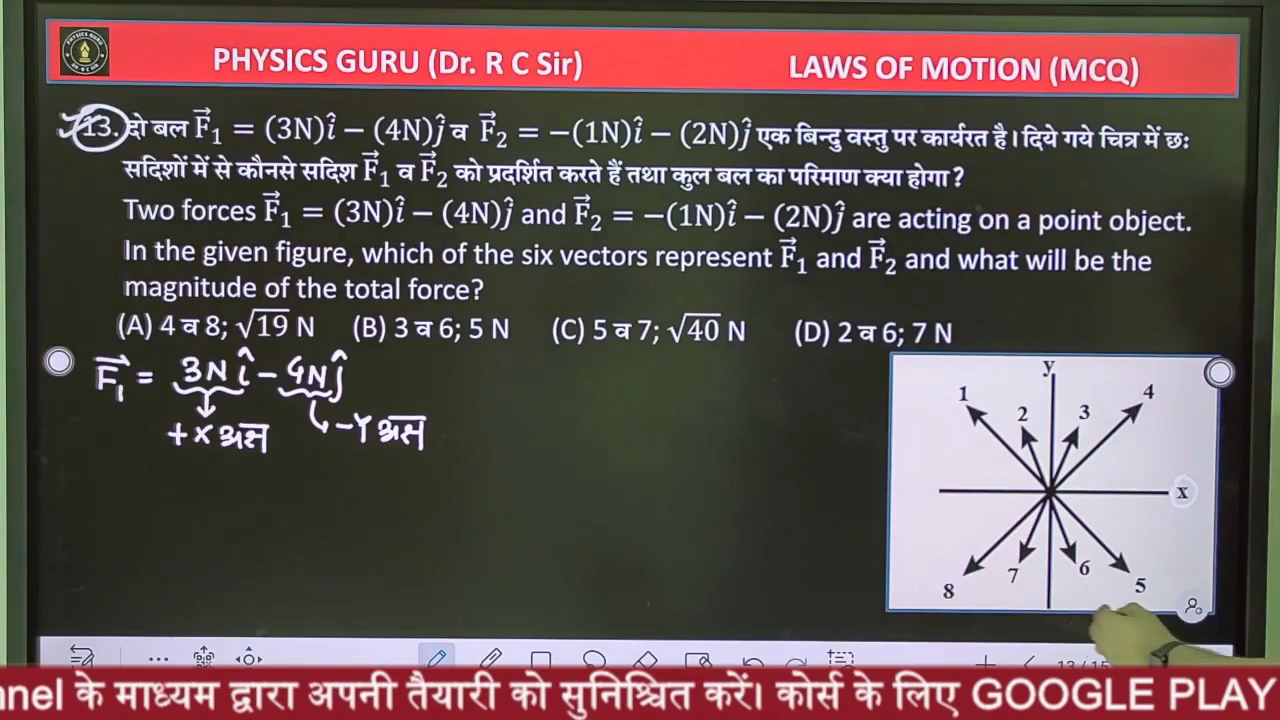 PHYSICS GURU (Dr. R C Sir)
LAWS OF MOTION (MCQ)
13. दो बल F⃗₁ = (3N)î − (4N)ĵ व F⃗₂ = −(1N)î − (2N)ĵ एक बिन्दु वस्तु पर कार्यरत है। दिये गये चित्र में छः
सदिशों में से कौनसे सदिश F⃗₁ व F⃗₂ को प्रदर्शित करते हैं तथा कुल बल का परिमाण क्या होगा ?
Two forces F⃗₁ = (3N)î − (4N)ĵ and F⃗₂ = −(1N)î − (2N)ĵ are acting on a point object.
In the given figure, which of the six vectors represent F⃗₁ and F⃗₂ and what will be the
magnitude of the total force?
(A) 4 व 8; √19 N (B) 3 व 6; 5 N (C) 5 व 7; √40 N (D) 2 व 6; 7 N
F⃗₁ = 3N î − 4N ĵ
+X अक्ष −Y अक्ष
y
1 2 3 4
x
8 7 6 5
13/15
nnel के माध्यम द्वारा अपनी तैयारी को सुनिश्चित करें। कोर्स के लिए GOOGLE PLAY